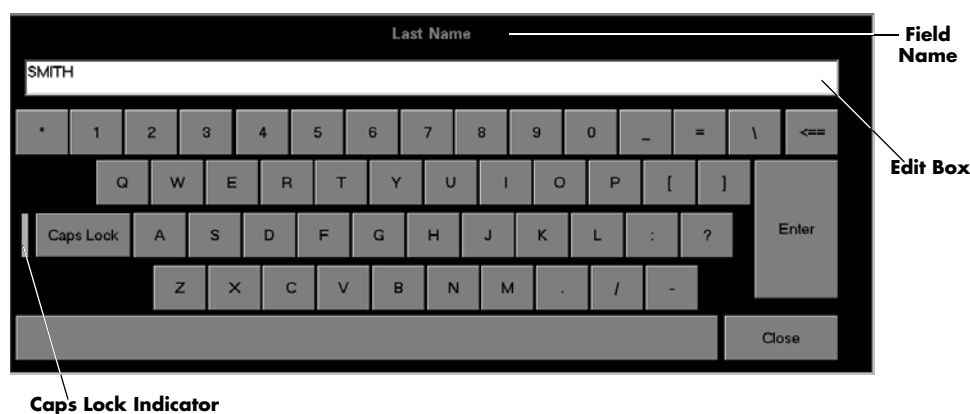 Last Name
Field
Name
SMITH
* 1 2 3 4 5 6 7 8 9 0 _ = \ <==
Edit Box
Q W E R T Y U I O P [ ]
Caps Lock A S D F G H J K L : ? Enter
Z X C V B N M . / -
Close
Caps Lock Indicator